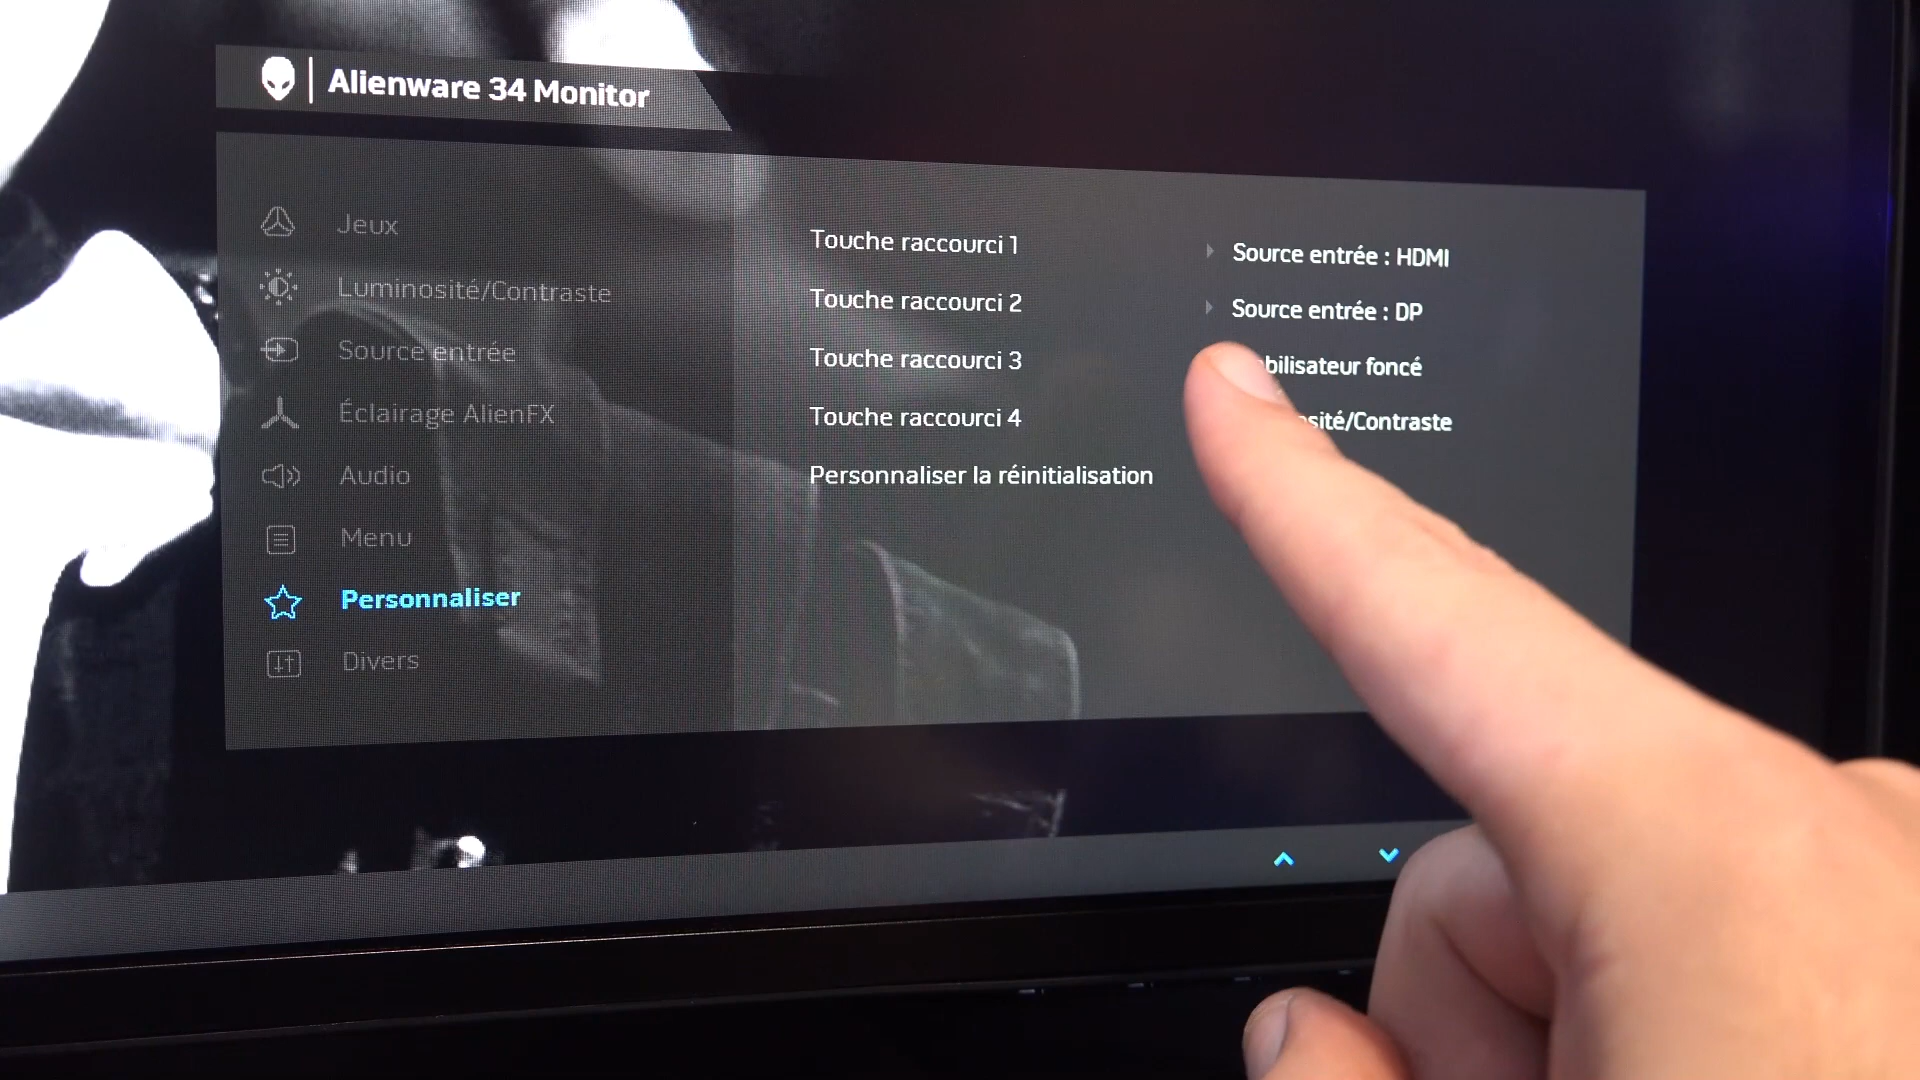 Alienware 34 Monitor
Jeux
Luminosité/Contraste
Source entrée
Éclairage AlienFX
Audio
Menu
Personnaliser
Divers
Touche raccourci 1
Source entrée : HDMI
Touche raccourci 2
Source entrée : DP
Touche raccourci 3
foncé
Touche raccourci 4
Personnaliser la réinitialisation